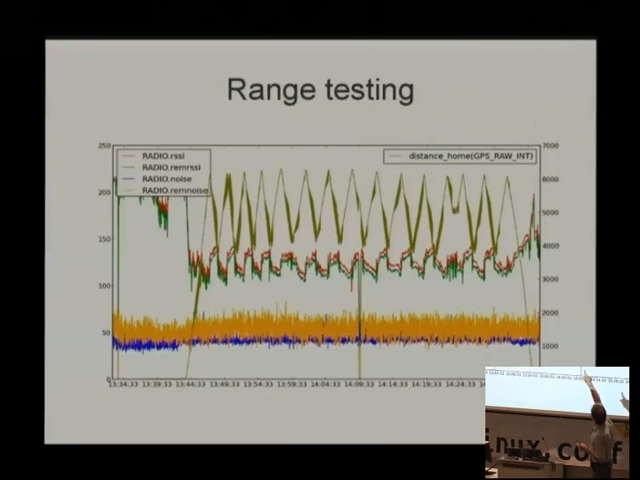 Range testing
250
200
150
100
50
0
RADIO.rssi
RADIO.remrssi
RADIO.noise
RADIO.remnoise
distance_home(GPS_RAW_INT)
7000
6000
5000
4000
3000
2000
1000
13:34:33 13:39:33 13:44:33 13:49:33 13:54:33 13:59:33 14:04:33 14:09:33 14:14:33 14:19:33 14:24:33
inux.conf